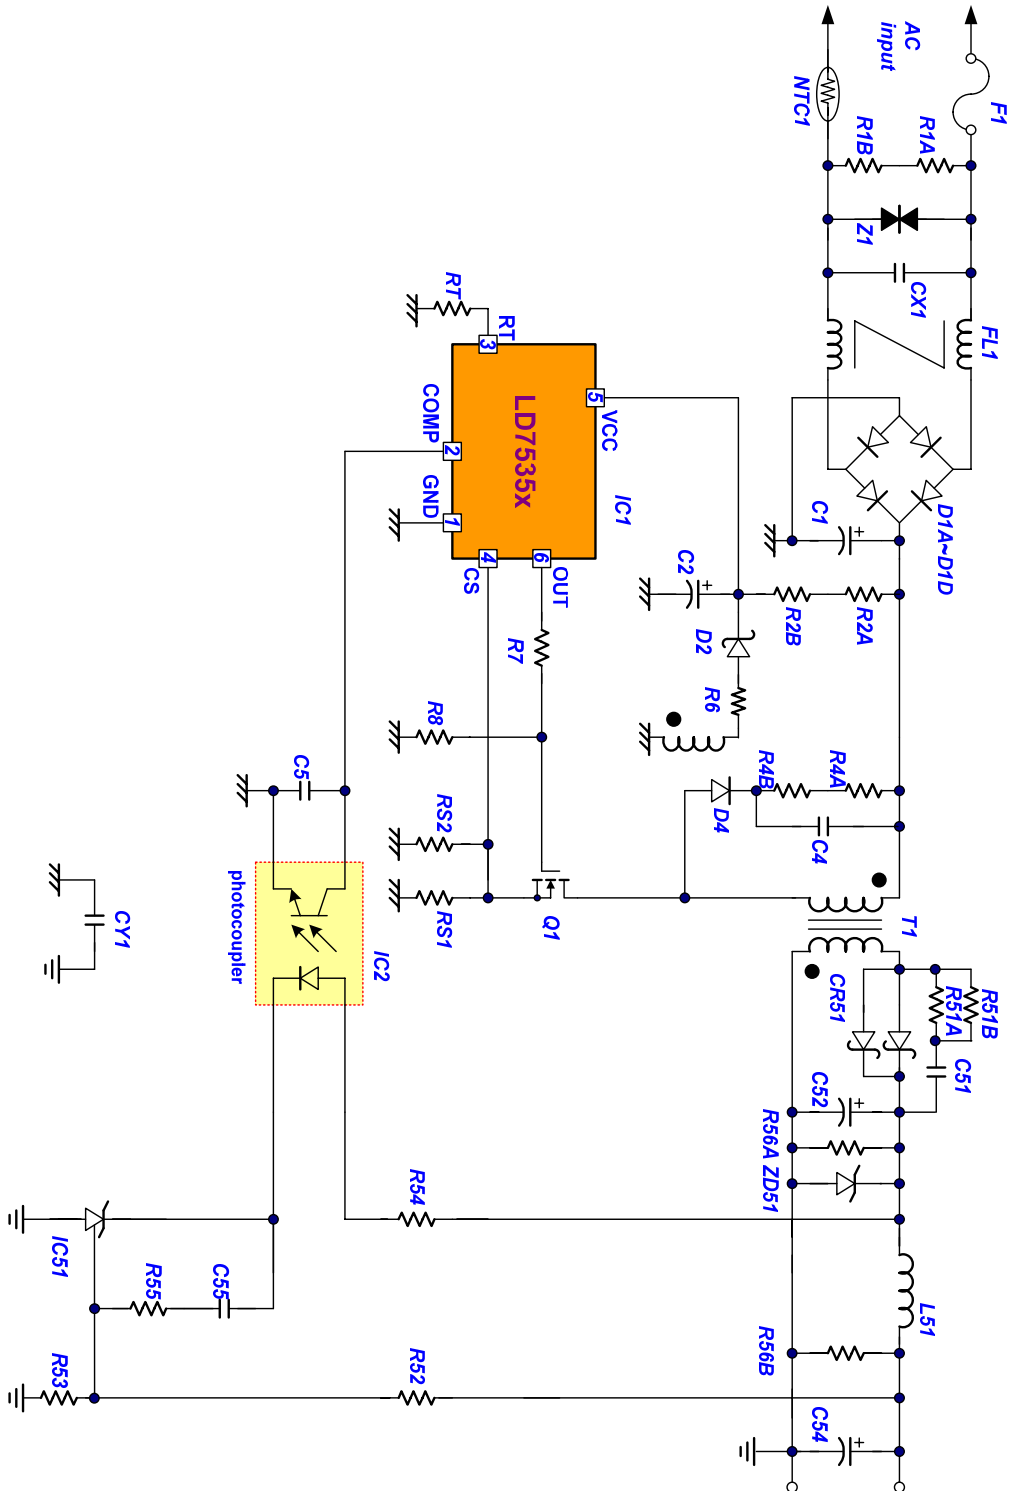 AC
input
F1
NTC1
R1A
R1B
Z1
CX1
FL1
D1A~D1D
C1
R2A
R2B
C2
D2
R6
R4A
R4B
C4
D4
T1
CR51
R51A
R51B
C51
C52
R56A
ZD51
L51
R56B
C54
RT
RT
3
5
VCC
COMP
2
GND
1
LD7535x
IC1
4
CS
6
OUT
R7
R8
RS2
RS1
Q1
C5
photocoupler
IC2
CY1
R54
IC51
R55
C55
R53
R52
+
+
+
+